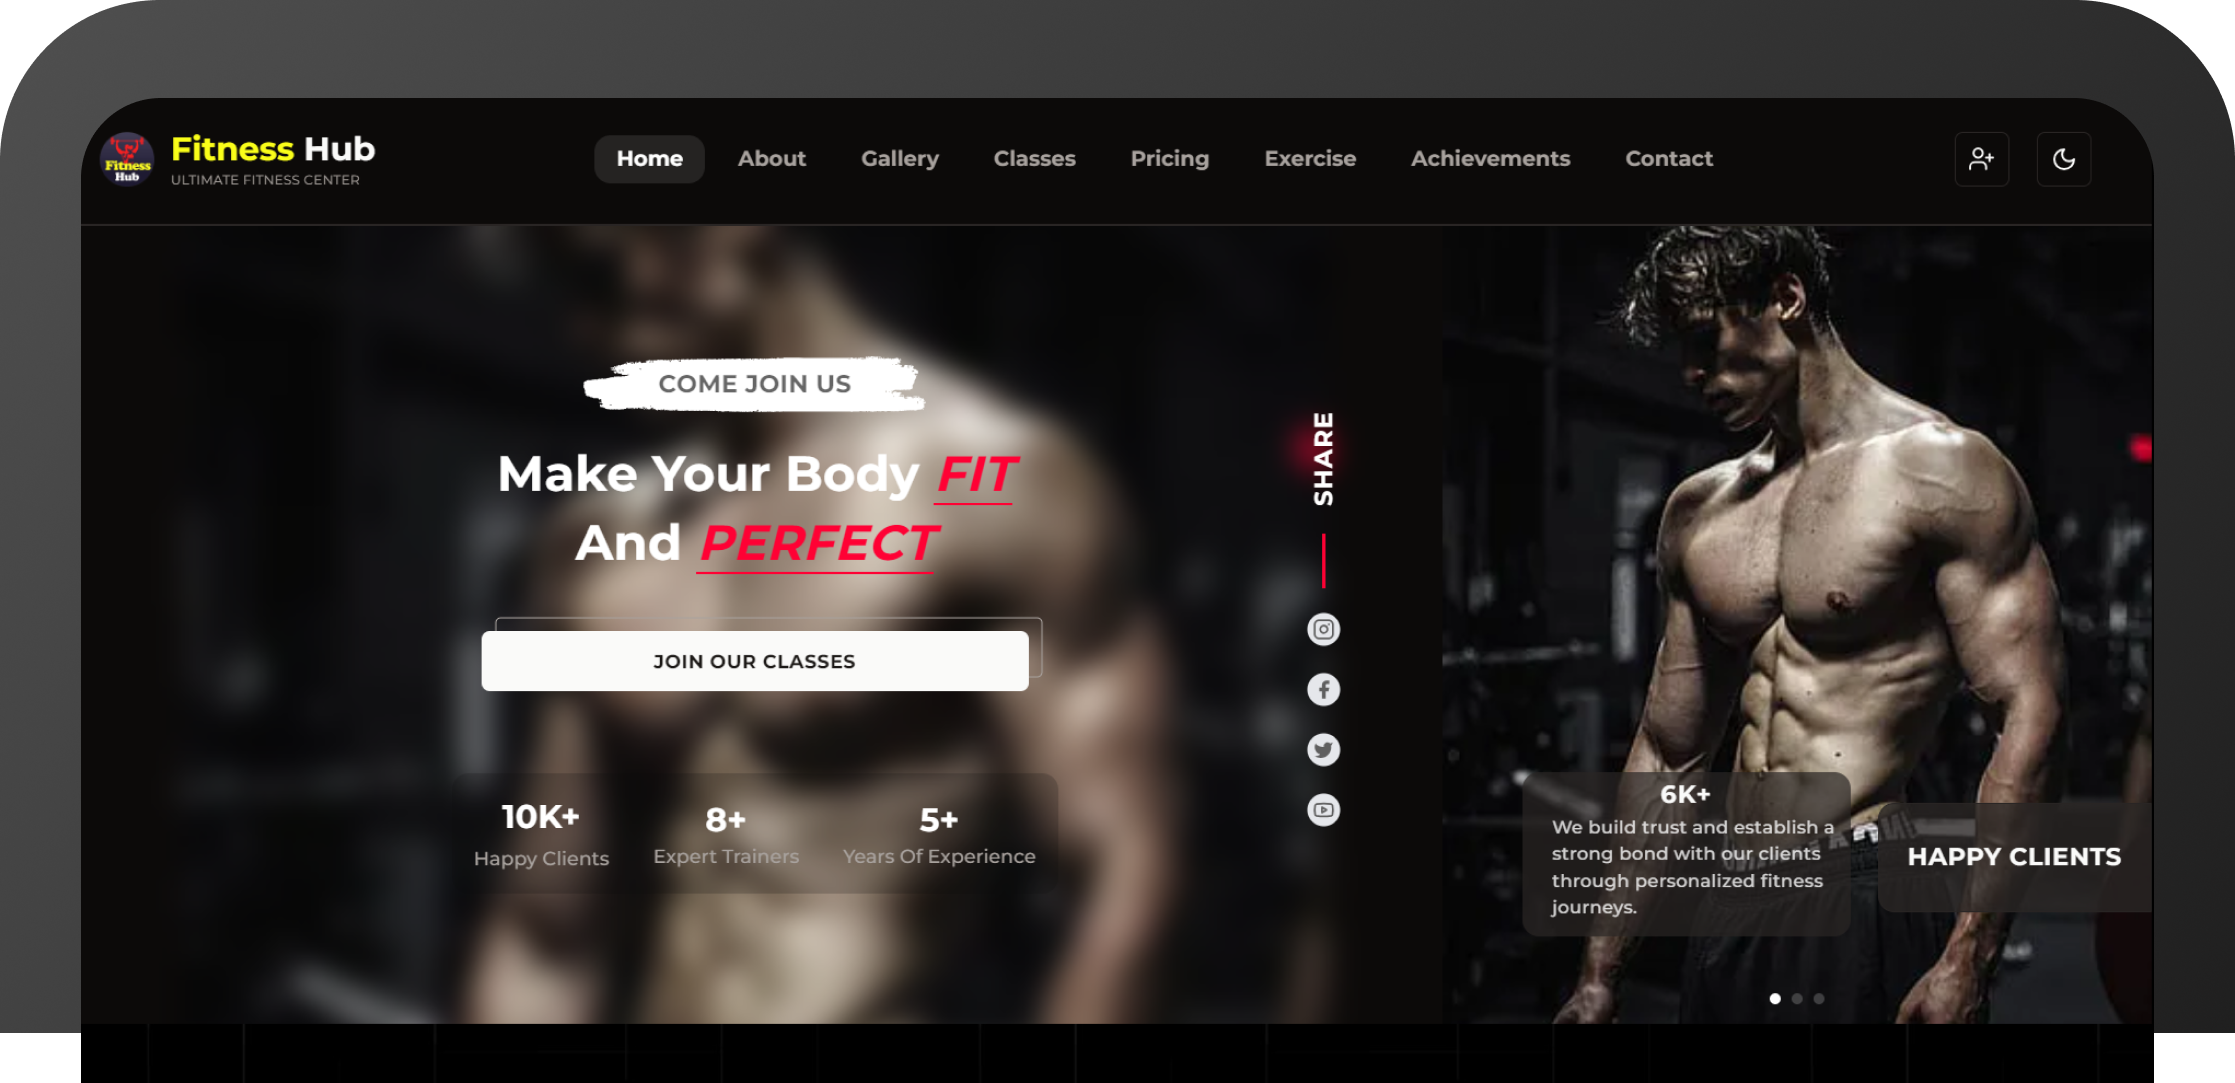 Fitness
Hub
Fitness Hub
ULTIMATE FITNESS CENTER
Home
About
Gallery
Classes
Pricing
Exercise
Achievements
Contact
COME JOIN US
Make Your Body FIT
And PERFECT
JOIN OUR CLASSES
10K+
Happy Clients
8+
Expert Trainers
5+
Years Of Experience
SHARE
6K+
We build trust and establish a
strong bond with our clients
through personalized fitness
journeys.
HAPPY CLIENTS